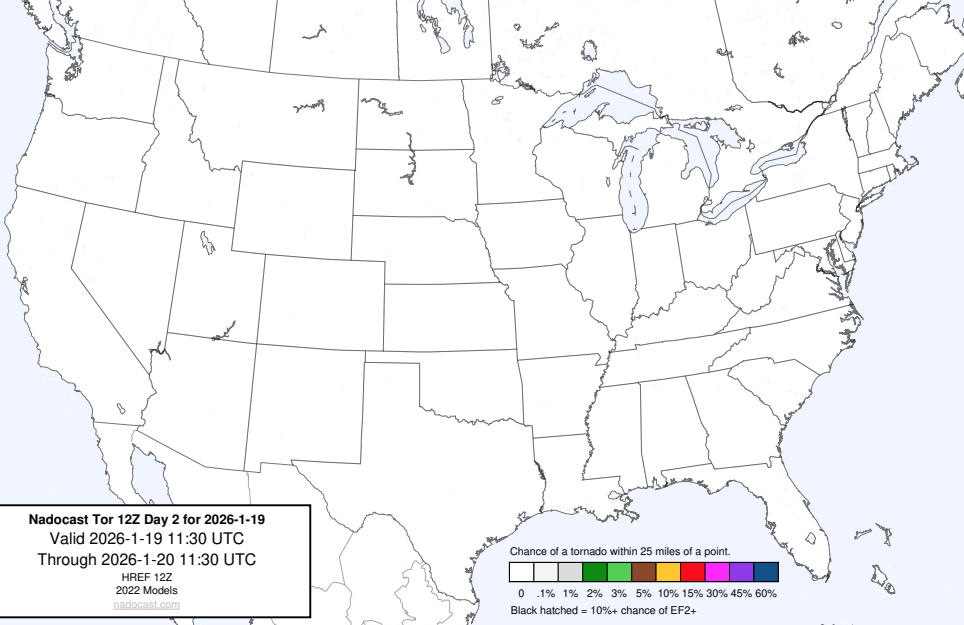 Nadocast Tor 12Z Day 2 for 2026-1-19
Valid 2026-1-19 11:30 UTC
Through 2026-1-20 11:30 UTC
HREF 12Z
2022 Models
nadocast.com
Chance of a tornado within 25 miles of a point.
0 .1% 1% 2% 3% 5% 10% 15% 30% 45% 60%
Black hatched = 10%+ chance of EF2+